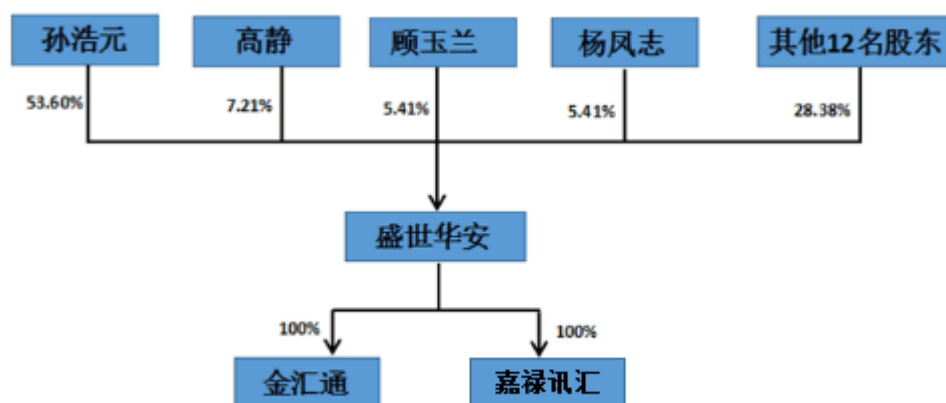 孙浩元
高静
顾玉兰
杨凤志
其他12名股东
53.60%
7.21%
5.41%
5.41%
28.38%
盛世华安
100%
100%
金汇通
嘉禄讯汇